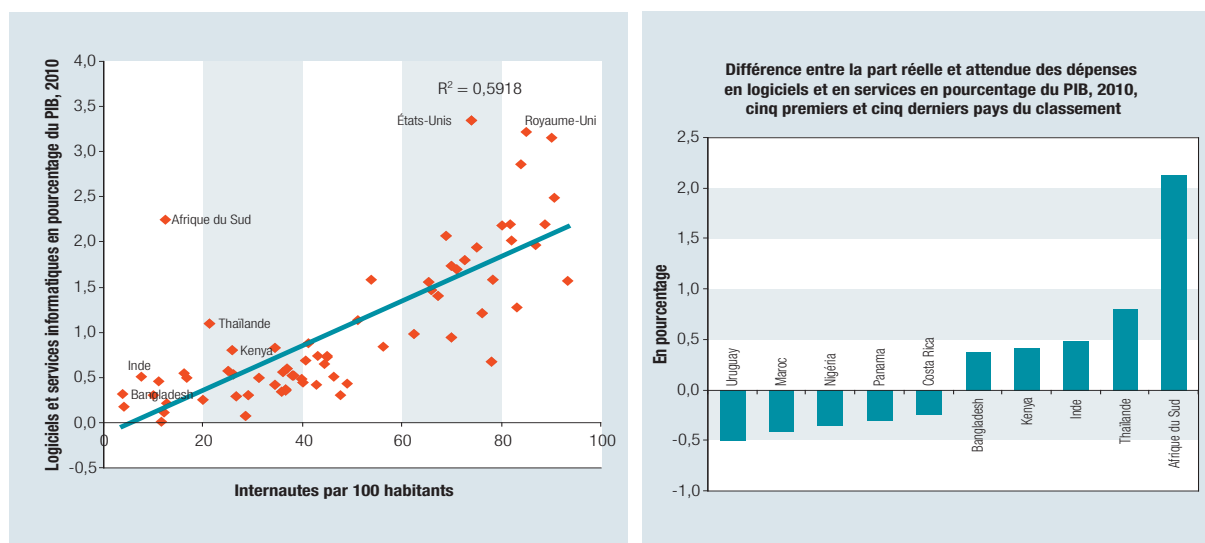 Logiciels et services informatiques en pourcentage du PIB, 2010
4,0
3,5
3,0
2,5
2,0
1,5
1,0
0,5
0,0
-0,5
R² = 0,5918
États-Unis
Royaume-Uni
Afrique du Sud
Thaïlande
Kenya
Inde
Bangladesh
0
20
40
60
80
100
Internautes par 100 habitants
Différence entre la part réelle et attendue des dépenses
en logiciels et en services en pourcentage du PIB, 2010,
cinq premiers et cinq derniers pays du classement
En pourcentage
2,5
2,0
1,5
1,0
0,5
0,0
-0,5
-1,0
Uruguay
Maroc
Nigéria
Panama
Costa Rica
Bangladesh
Kenya
Inde
Thaïlande
Afrique du Sud